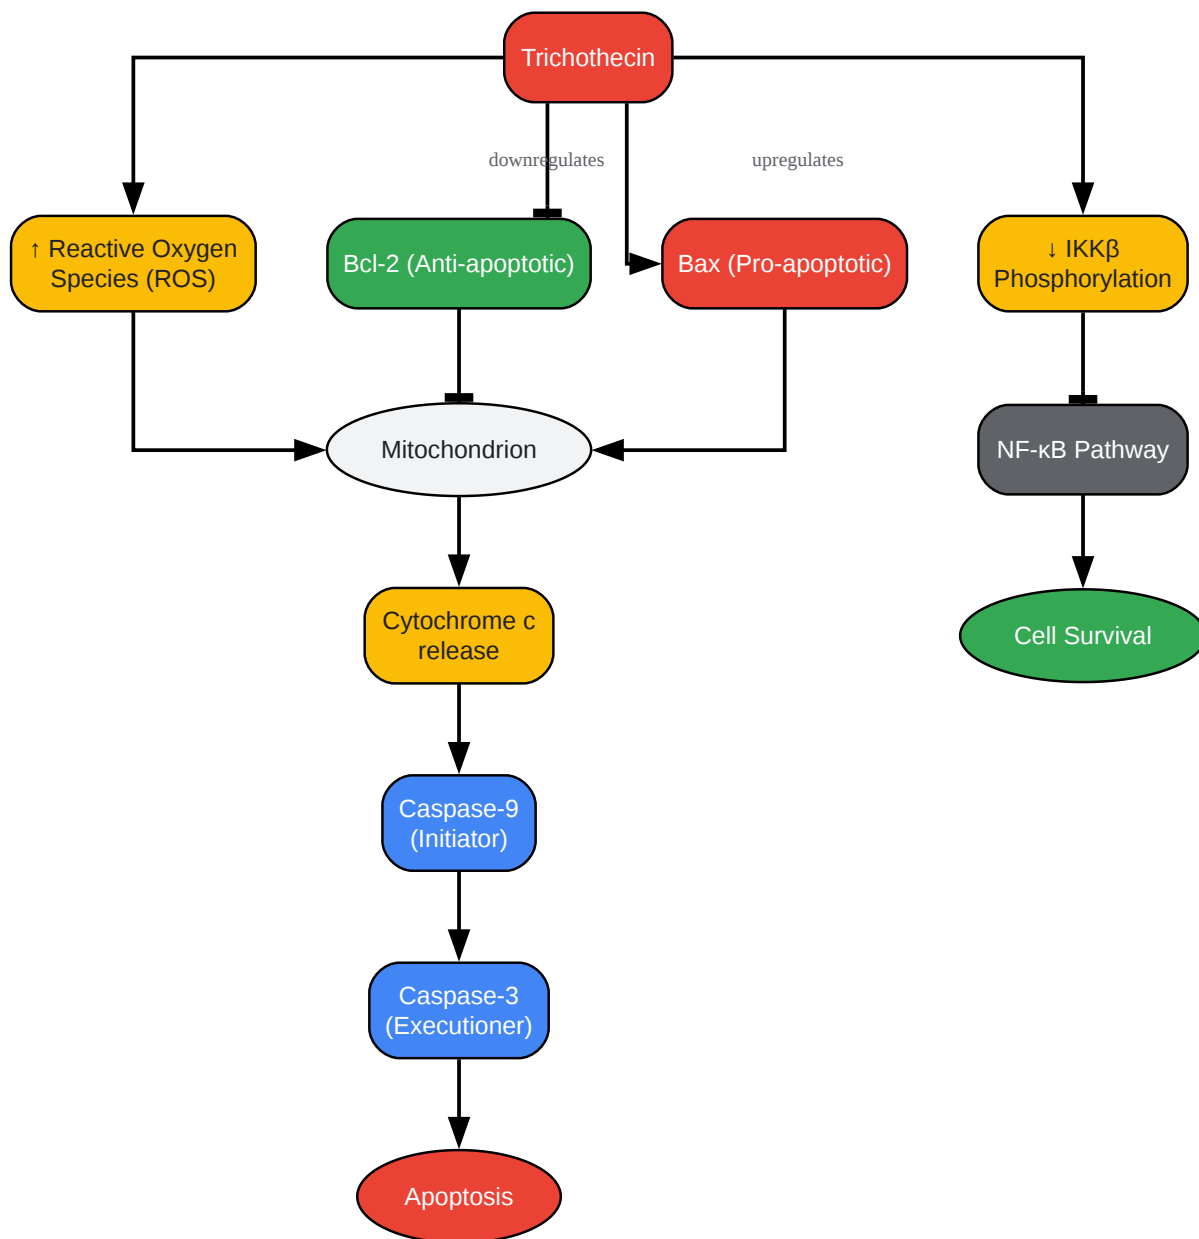 Trichothecin
downregulates
upregulates
↑ Reactive Oxygen
Species (ROS)
Bcl-2 (Anti-apoptotic)
Bax (Pro-apoptotic)
↓ IKKβ
Phosphorylation
Mitochondrion
NF-κB Pathway
Cytochrome c
release
Cell Survival
Caspase-9
(Initiator)
Caspase-3
(Executioner)
Apoptosis